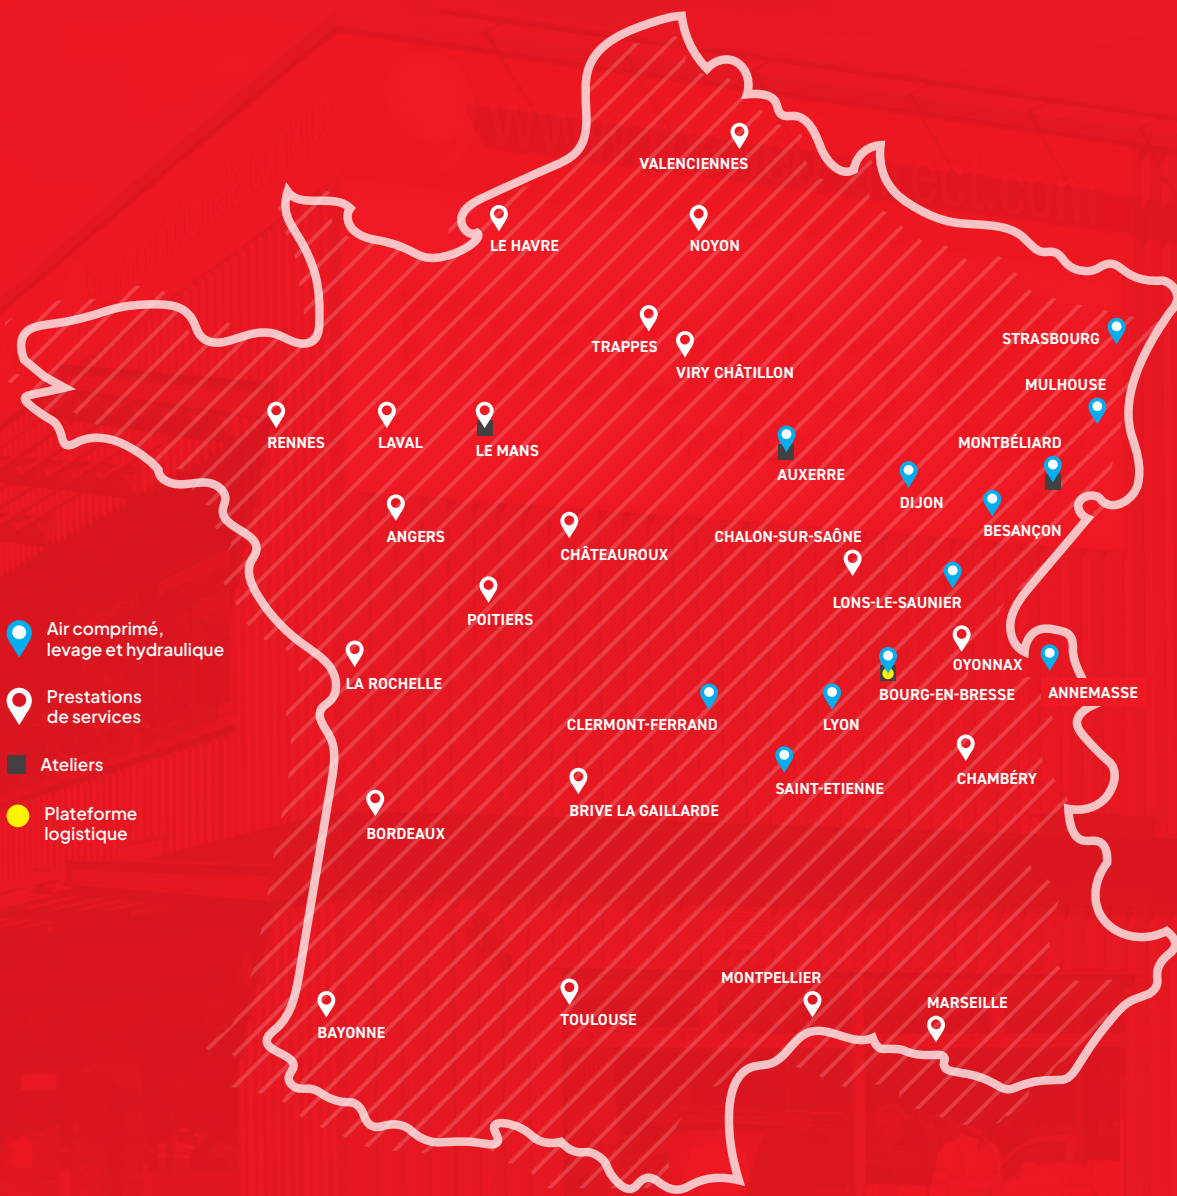 VALENCIENNES
LE HAVRE
NOYON
TRAPPES
VIRY CHÂTILLON
STRASBOURG
MULHOUSE
RENNES
LAVAL
LE MANS
MONTBÉLIARD
AUXERRE
DIJON
BESANÇON
ANGERS
CHALON-SUR-SAÔNE
CHÂTEAUROUX
LONS-LE-SAUNIER
POITIERS
Air comprimé,
levage et hydraulique
OYONNAX
LA ROCHELLE
BOURG-EN-BRESSE
ANNEMASSE
Prestations
de services
CLERMONT-FERRAND
LYON
Ateliers
CHAMBÉRY
SAINT-ETIENNE
BRIVE LA GAILLARDE
Plateforme
logistique
BORDEAUX
MONTPELLIER
MARSEILLE
TOULOUSE
BAYONNE